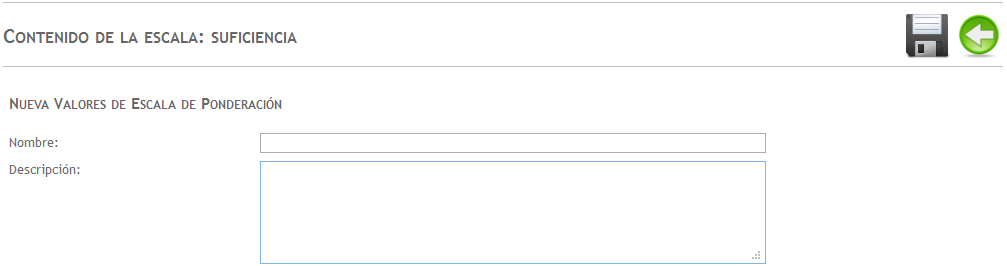 Contenido de la escala: suficiencia
Nueva Valores de Escala de Ponderación
Nombre:
Descripción: